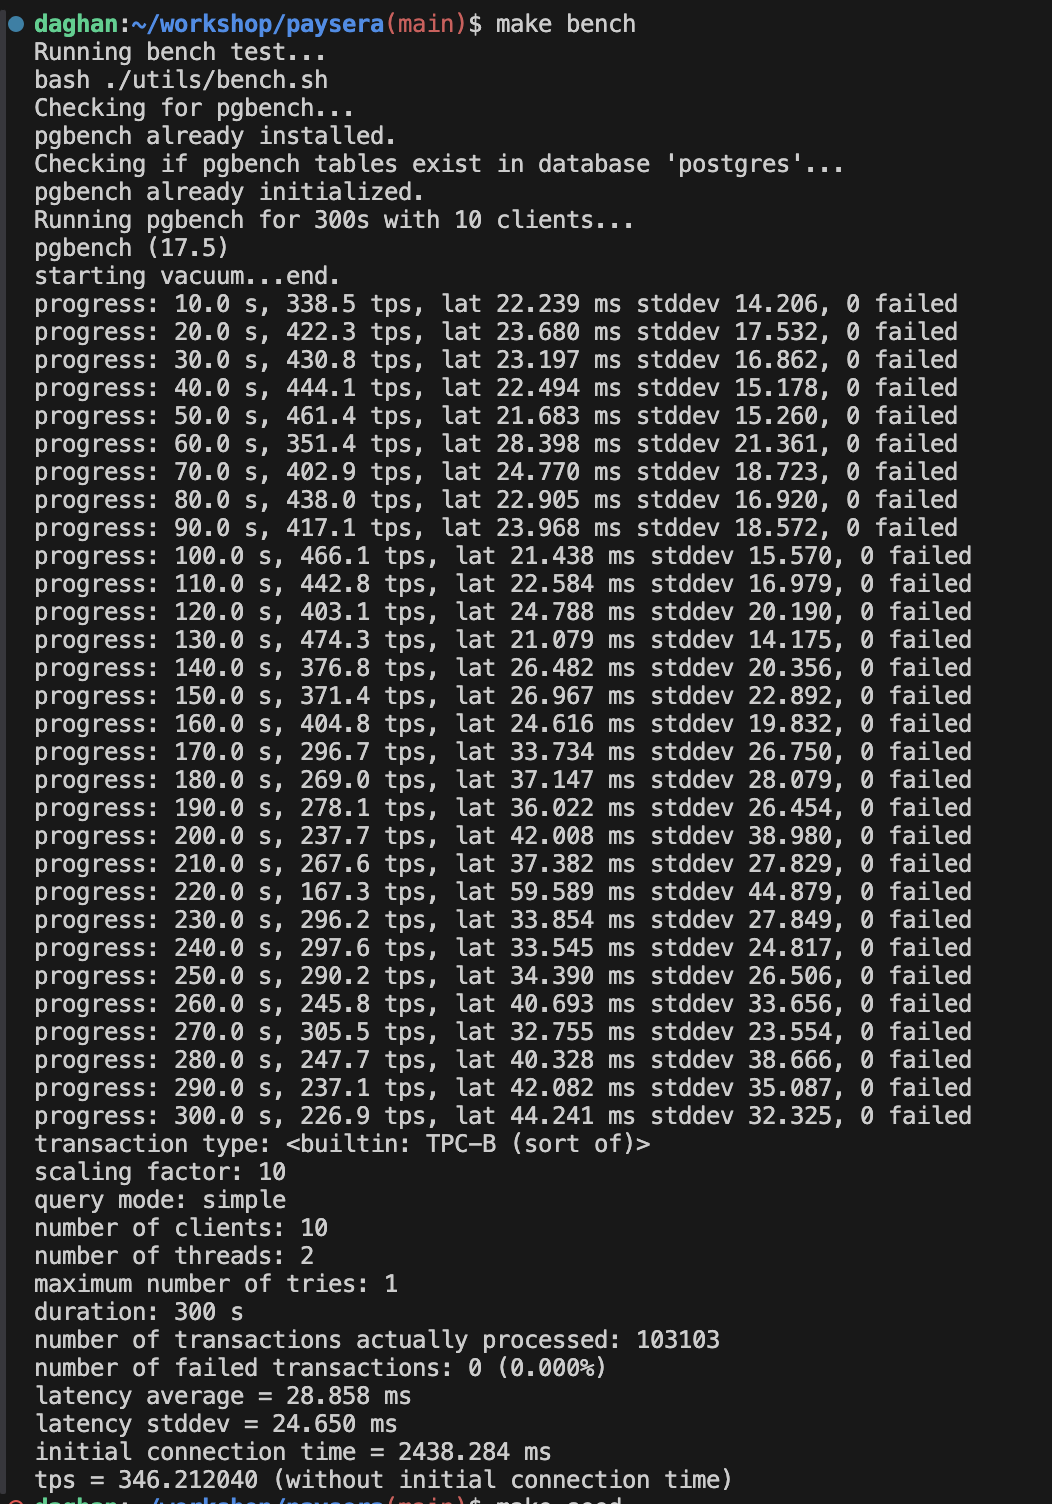 daghan:~/workshop/paysera(main)$ make bench
Running bench test...
bash ./utils/bench.sh
Checking for pgbench...
pgbench already installed.
Checking if pgbench tables exist in database 'postgres'...
pgbench already initialized.
Running pgbench for 300s with 10 clients...
pgbench (17.5)
starting vacuum...end.
progress: 10.0 s, 338.5 tps, lat 22.239 ms stddev 14.206, 0 failed
progress: 20.0 s, 422.3 tps, lat 23.680 ms stddev 17.532, 0 failed
progress: 30.0 s, 430.8 tps, lat 23.197 ms stddev 16.862, 0 failed
progress: 40.0 s, 444.1 tps, lat 22.494 ms stddev 15.178, 0 failed
progress: 50.0 s, 461.4 tps, lat 21.683 ms stddev 15.260, 0 failed
progress: 60.0 s, 351.4 tps, lat 28.398 ms stddev 21.361, 0 failed
progress: 70.0 s, 402.9 tps, lat 24.770 ms stddev 18.723, 0 failed
progress: 80.0 s, 438.0 tps, lat 22.905 ms stddev 16.920, 0 failed
progress: 90.0 s, 417.1 tps, lat 23.968 ms stddev 18.572, 0 failed
progress: 100.0 s, 466.1 tps, lat 21.438 ms stddev 15.570, 0 failed
progress: 110.0 s, 442.8 tps, lat 22.584 ms stddev 16.979, 0 failed
progress: 120.0 s, 403.1 tps, lat 24.788 ms stddev 20.190, 0 failed
progress: 130.0 s, 474.3 tps, lat 21.079 ms stddev 14.175, 0 failed
progress: 140.0 s, 376.8 tps, lat 26.482 ms stddev 20.356, 0 failed
progress: 150.0 s, 371.4 tps, lat 26.967 ms stddev 22.892, 0 failed
progress: 160.0 s, 404.8 tps, lat 24.616 ms stddev 19.832, 0 failed
progress: 170.0 s, 296.7 tps, lat 33.734 ms stddev 26.750, 0 failed
progress: 180.0 s, 269.0 tps, lat 37.147 ms stddev 28.079, 0 failed
progress: 190.0 s, 278.1 tps, lat 36.022 ms stddev 26.454, 0 failed
progress: 200.0 s, 237.7 tps, lat 42.008 ms stddev 38.980, 0 failed
progress: 210.0 s, 267.6 tps, lat 37.382 ms stddev 27.829, 0 failed
progress: 220.0 s, 167.3 tps, lat 59.589 ms stddev 44.879, 0 failed
progress: 230.0 s, 296.2 tps, lat 33.854 ms stddev 27.849, 0 failed
progress: 240.0 s, 297.6 tps, lat 33.545 ms stddev 24.817, 0 failed
progress: 250.0 s, 290.2 tps, lat 34.390 ms stddev 26.506, 0 failed
progress: 260.0 s, 245.8 tps, lat 40.693 ms stddev 33.656, 0 failed
progress: 270.0 s, 305.5 tps, lat 32.755 ms stddev 23.554, 0 failed
progress: 280.0 s, 247.7 tps, lat 40.328 ms stddev 38.666, 0 failed
progress: 290.0 s, 237.1 tps, lat 42.082 ms stddev 35.087, 0 failed
progress: 300.0 s, 226.9 tps, lat 44.241 ms stddev 32.325, 0 failed
transaction type: <builtin: TPC-B (sort of)>
scaling factor: 10
query mode: simple
number of clients: 10
number of threads: 2
maximum number of tries: 1
duration: 300 s
number of transactions actually processed: 103103
number of failed transactions: 0 (0.000%)
latency average = 28.858 ms
latency stddev = 24.650 ms
initial connection time = 2438.284 ms
tps = 346.212040 (without initial connection time)